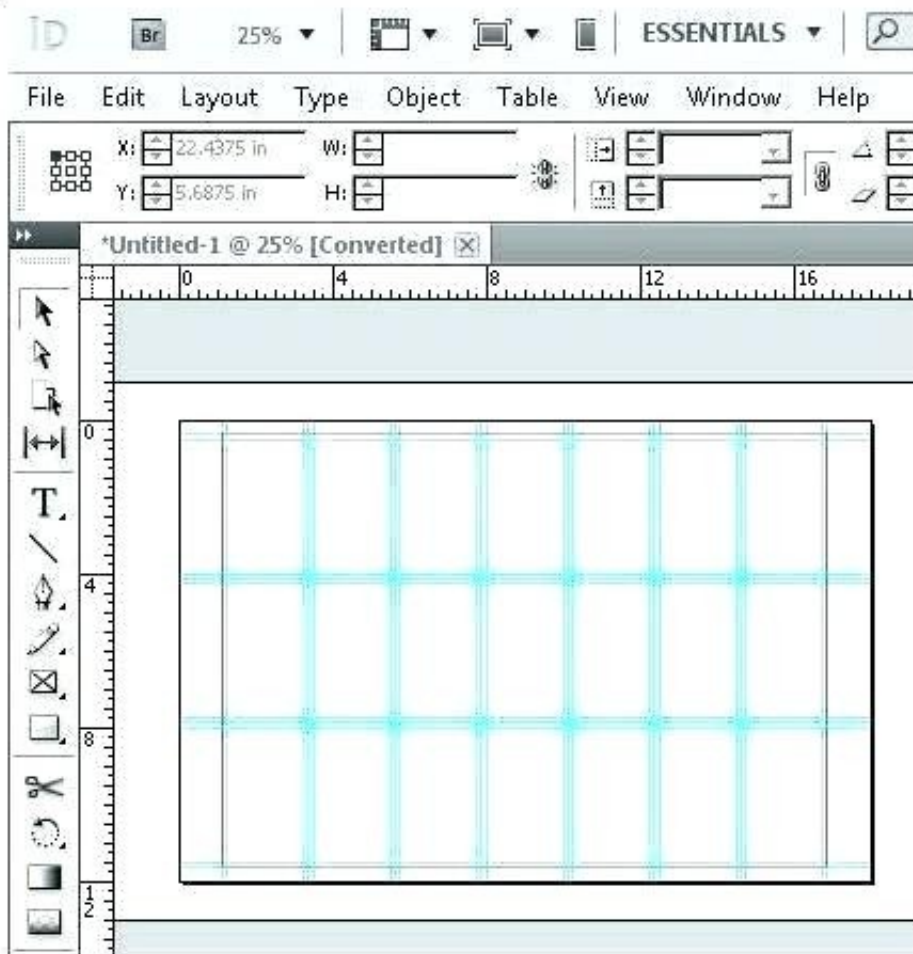 ID Br 25% ESSENTIALS
File Edit Layout Type Object Table View Window Help
X: 22.4375 in W:
Y: 5.6875 in H:
*Untitled-1 @ 25% [Converted]
0 4 8 12 16
0
T
4
8
12